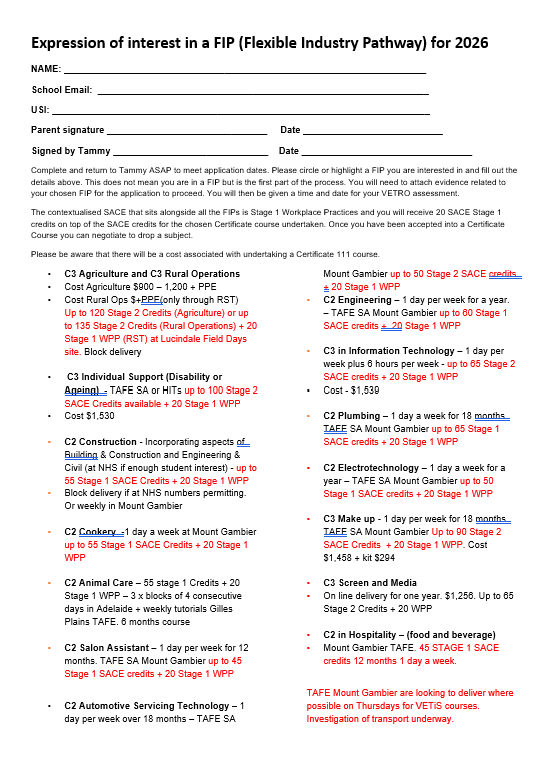 Expression of interest in a FIP (Flexible Industry Pathway) for 2026
NAME: ___
School Email: ___
USI: ___
Parent signature ___ Date ___
Signed by Tammy ___ Date ___
Complete and return to Tammy ASAP to meet application dates. Please circle or highlight a FIP you are interested in and fill out the
details above. This does not mean you are in a FIP but is the first part of the process. You will need to attach evidence related to
your chosen FIP for the application to proceed. You will then be given a time and date for your VETRO assessment.
The contextualised SACE that sits alongside all the FIPs is Stage 1 Workplace Practices and you will receive 20 SACE Stage 1
credits on top of the SACE credits for the chosen Certificate course undertaken. Once you have been accepted into a Certificate
Course you can negotiate to drop a subject.
Please be aware that there will be a cost associated with undertaking a Certificate 111 course.
• C3 Agriculture and C3 Rural Operations
• Cost Agriculture $900 – 1,200 + PPE
• Cost Rural Ops $+PPE(only through RST)
Up to 120 Stage 2 Credits (Agriculture) or up
to 135 Stage 2 Credits (Rural Operations) + 20
Stage 1 WPP (RST) at Lucindale Field Days
site. Block delivery
• C3 Individual Support (Disability or
Ageing) - TAFE SA or HITs up to 100 Stage 2
SACE Credits available + 20 Stage 1 WPP
• Cost $1,530
• C2 Construction - Incorporating aspects of
Building & Construction and Engineering &
Civil (at NHS if enough student interest) - up to
55 Stage 1 SACE Credits + 20 Stage 1 WPP
• Block delivery if at NHS numbers permitting.
Or weekly in Mount Gambier
• C2 Cookery -1 day a week at Mount Gambier
up to 55 Stage 1 SACE Credits + 20 Stage 1
WPP
• C2 Animal Care – 55 stage 1 Credits + 20
Stage 1 WPP – 3 x blocks of 4 consecutive
days in Adelaide + weekly tutorials Gilles
Plains TAFE. 6 months course
• C2 Salon Assistant – 1 day per week for 12
months. TAFE SA Mount Gambier up to 45
Stage 1 SACE credits + 20 Stage 1 WPP
• C2 Automotive Servicing Technology – 1
day per week over 18 months – TAFE SA
Mount Gambier up to 50 Stage 2 SACE credits
+ 20 Stage 1 WPP
• C2 Engineering – 1 day per week for a year.
– TAFE SA Mount Gambier up to 60 Stage 1
SACE credits + 20 Stage 1 WPP
• C3 in Information Technology – 1 day per
week plus 6 hours per week - up to 65 Stage 2
SACE credits + 20 Stage 1 WPP
• Cost - $1,539
• C2 Plumbing – 1 day a week for 18 months
TAFE SA Mount Gambier up to 65 Stage 1
SACE credits + 20 Stage 1 WPP
• C2 Electrotechnology – 1 day a week for a
year – TAFE SA Mount Gambier up to 50
Stage 1 SACE credits + 20 Stage 1 WPP
• C3 Make up - 1 day per week for 18 months
TAFE SA Mount Gambier Up to 90 Stage 2
SACE Credits + 20 Stage 1 WPP. Cost
$1,458 + kit $294
• C3 Screen and Media
• On line delivery for one year. $1,256. Up to 65
Stage 2 Credits + 20 WPP
• C2 in Hospitality – (food and beverage)
• Mount Gambier TAFE. 45 STAGE 1 SACE
credits 12 months 1 day a week.
TAFE Mount Gambier are looking to deliver where
possible on Thursdays for VETiS courses.
Investigation of transport underway.